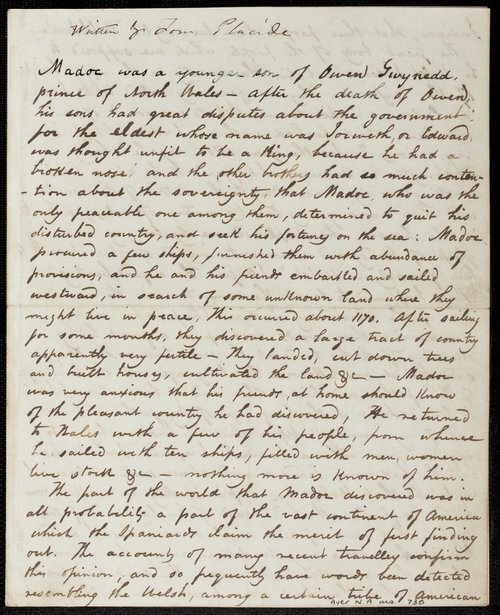 Written by Tom Placide
Madoc was a younger son of Owen Gwynedd,
prince of North Wales – after the death of Owen,
his sons had great disputes about the government:
for the eldest whose name was Jorwerth, or Edward
was thought unfit to be a King, because he had a
broken nose, and the other brothers had so much conten-
-tion about the sovereignty, that Madoc, who was the
only peaceable one among them, determined to quit his
disturbed country, and seek his fortune on the sea: Madoc
procured a few ships, furnished them with abundance of
provisions, and he and his friends embarked and sailed
westward, in search of some unknown land where they
might live in peace, this occured about 1170. After sailing
for some months, they discovered a large tract of country
apparently very fertile – they landed, cut down trees
and built houses, cultivated the land &c – Madoc
was very anxious that his friends, at home should know
of the pleasant country he had discovered, He returned
to Wales with a few of his people, from whence
he sailed with ten ships, filled with men, women
live stock &c – nothing more is known of him.
The part of the world that Madoc discovered was in
all probability a part of the vast continent of America
which the Spaniards claim the merit of first finding
out. The accounts of many recent travellers confirm
this opinion, and so frequently have words been detected
resembling the Welsh, among a certain tribe of American
Ayer N A ms. 730